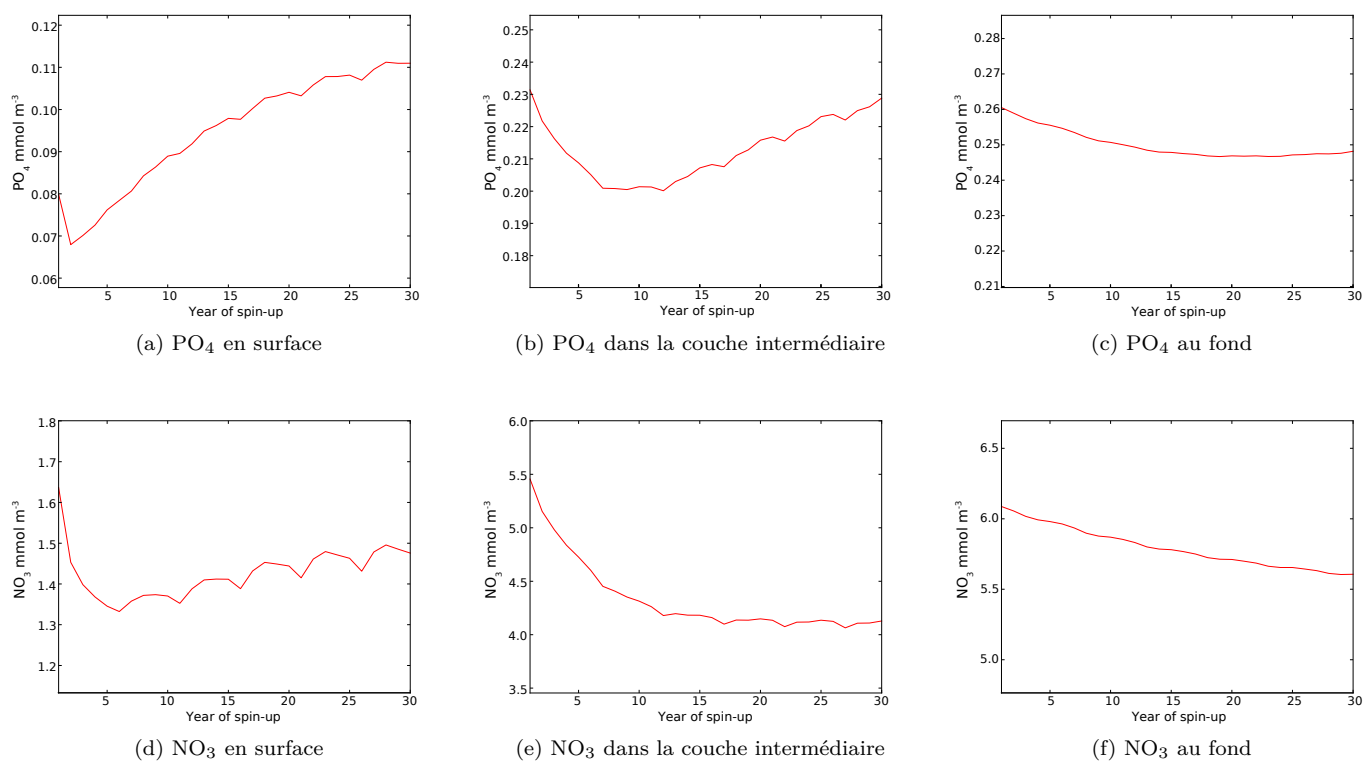 0.12
0.11
0.10
0.09
0.08
0.07
0.06
PO₄ mmol m⁻³
5 10 15 20 25 30
Year of spin-up
(a) PO₄ en surface
0.25
0.24
0.23
0.22
0.21
0.20
0.19
0.18
PO₄ mmol m⁻³
5 10 15 20 25 30
Year of spin-up
(b) PO₄ dans la couche intermédiaire
0.28
0.27
0.26
0.25
0.24
0.23
0.22
0.21
PO₄ mmol m⁻³
5 10 15 20 25 30
Year of spin-up
(c) PO₄ au fond
1.8
1.7
1.6
1.5
1.4
1.3
1.2
NO₃ mmol m⁻³
5 10 15 20 25 30
Year of spin-up
(d) NO₃ en surface
6.0
5.5
5.0
4.5
4.0
3.5
NO₃ mmol m⁻³
5 10 15 20 25 30
Year of spin-up
(e) NO₃ dans la couche intermédiaire
6.5
6.0
5.5
5.0
NO₃ mmol m⁻³
5 10 15 20 25 30
Year of spin-up
(f) NO₃ au fond